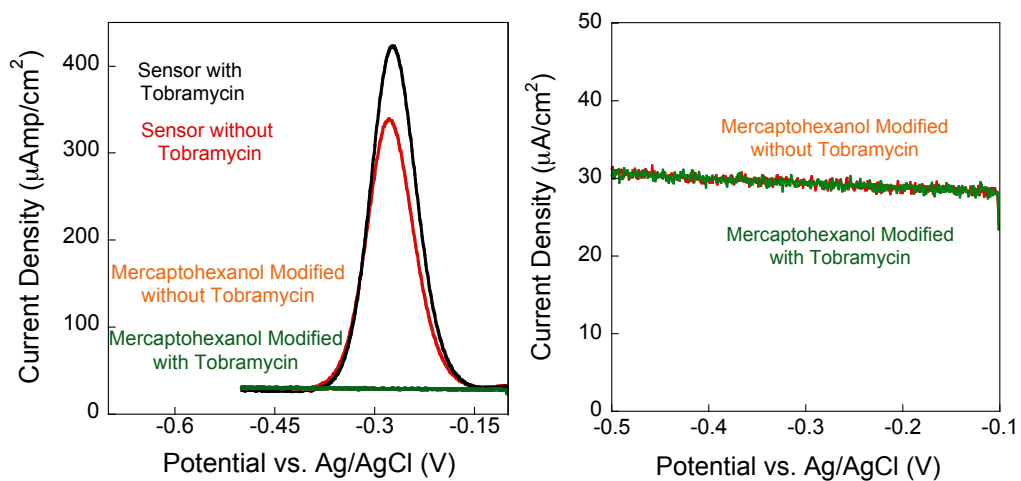 Current Density (μAmp/cm²)
400
300
200
100
0
Sensor with
Tobramycin
Sensor without
Tobramycin
Mercaptohexanol Modified
without Tobramycin
Mercaptohexanol Modified
with Tobramycin
-0.6 -0.45 -0.3 -0.15
Potential vs. Ag/AgCl (V)
Current Density (μA/cm²)
50
40
30
20
10
0
Mercaptohexanol Modified
without Tobramycin
Mercaptohexanol Modified
with Tobramycin
-0.5 -0.4 -0.3 -0.2 -0.1
Potential vs. Ag/AgCl (V)